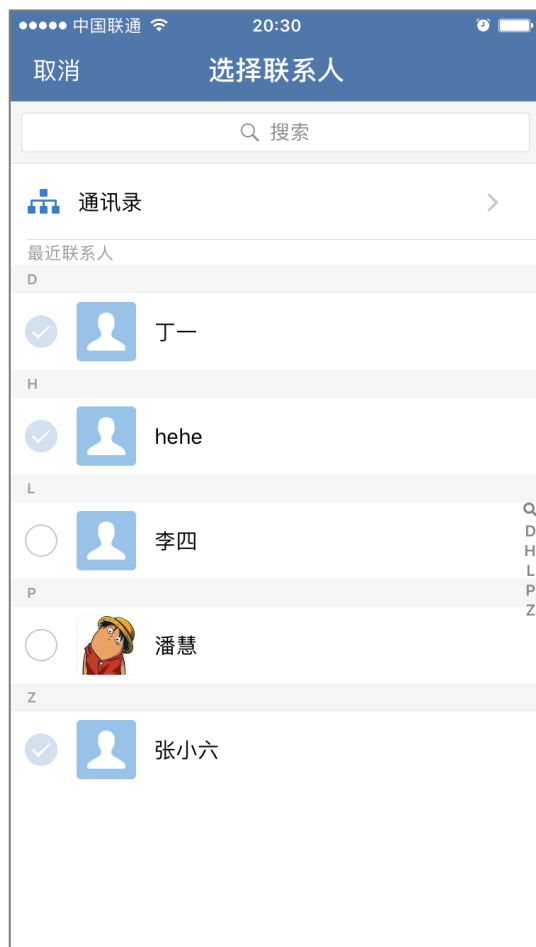 中国联通 20:30
取消 选择联系人
搜索
通讯录
最近联系人
D
丁一
H
hehe
L
李四
P
潘慧
Z
张小六
D
H
L
P
Z